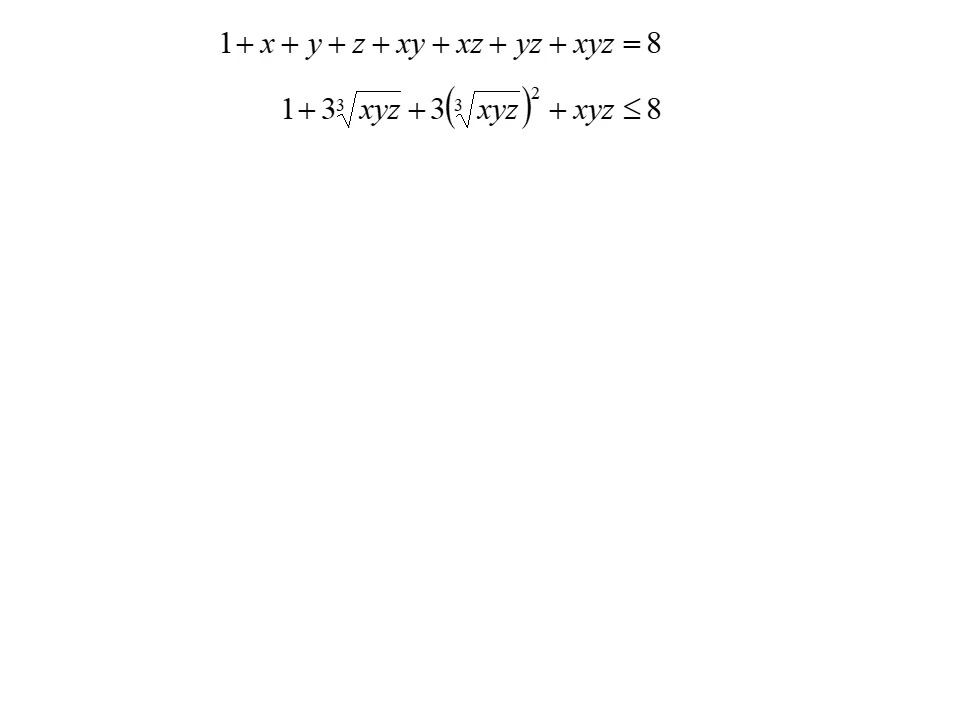 1 + x + y + z + xy + xz + yz + xyz = 8
1 + 3∛xyz + 3(∛xyz)² + xyz ≤ 8